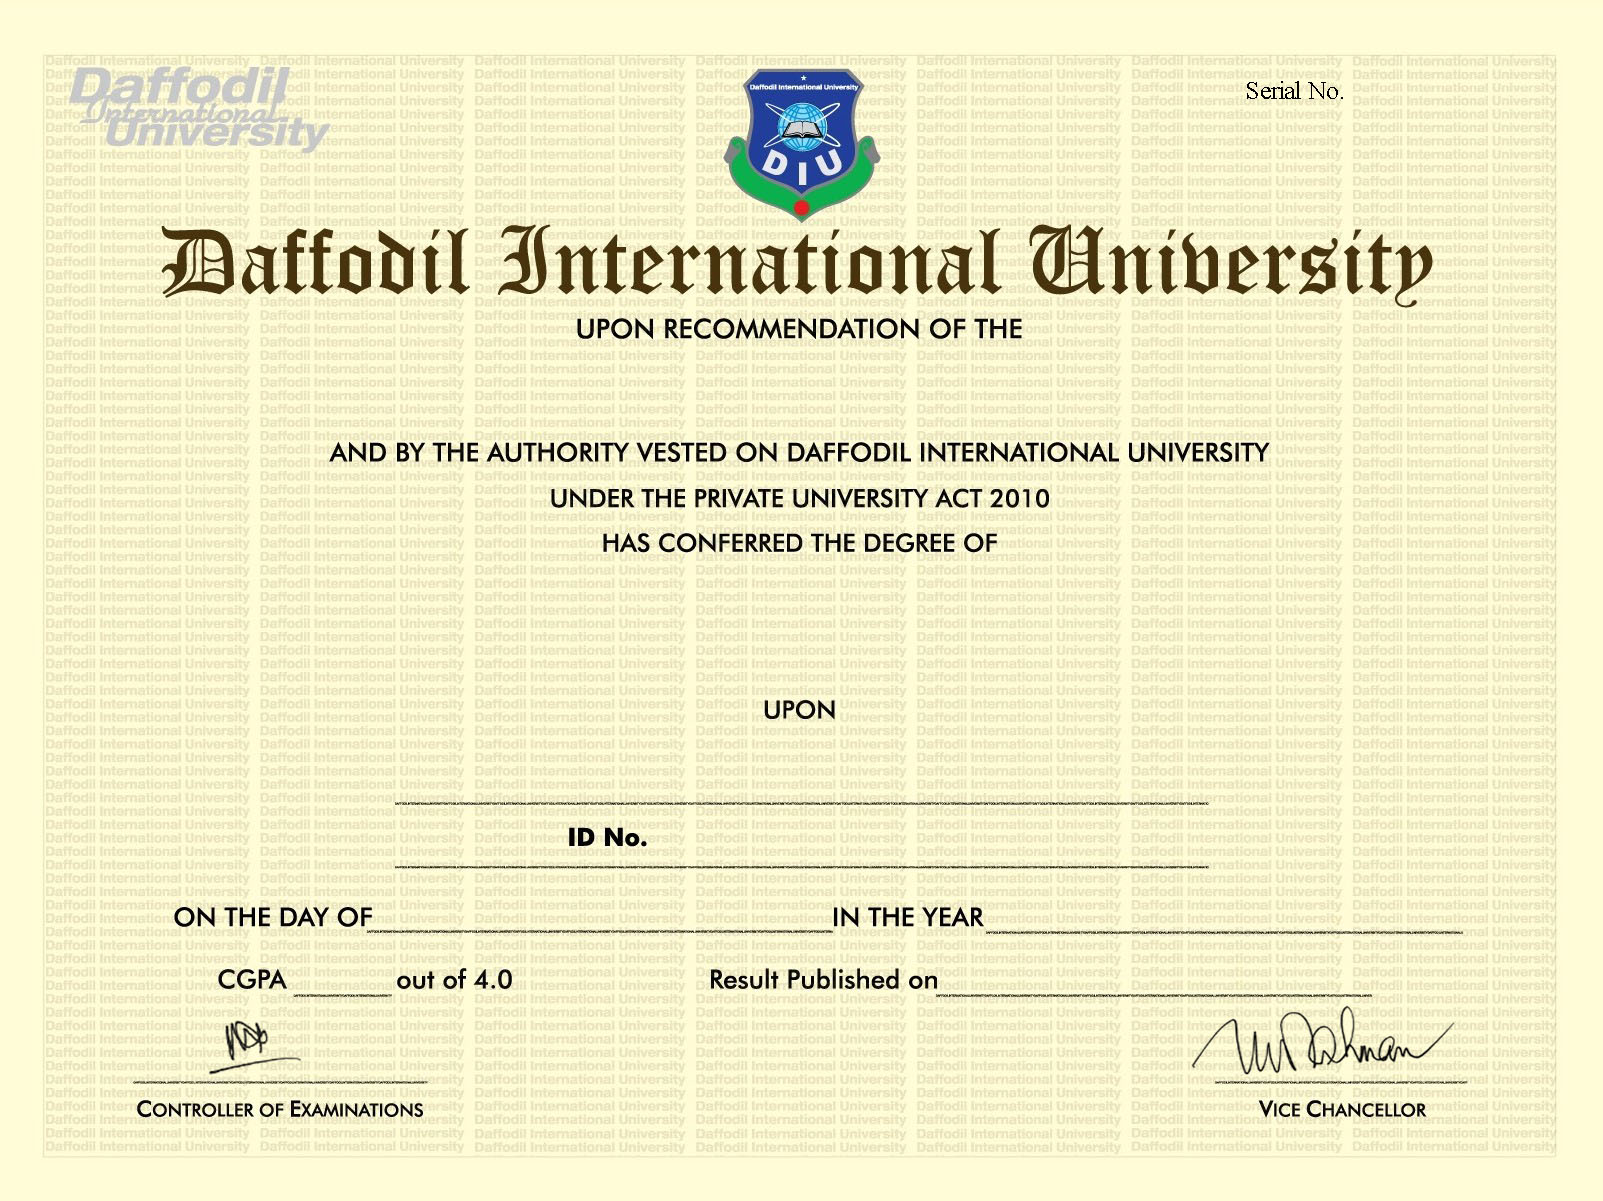 Daffodil
International
University
Serial No.
Daffodil International University
DIU
Daffodil International University
UPON RECOMMENDATION OF THE
AND BY THE AUTHORITY VESTED ON DAFFODIL INTERNATIONAL UNIVERSITY
UNDER THE PRIVATE UNIVERSITY ACT 2010
HAS CONFERRED THE DEGREE OF
UPON
ID No.
ON THE DAY OF IN THE YEAR
CGPA out of 4.0 Result Published on
CONTROLLER OF EXAMINATIONS VICE CHANCELLOR